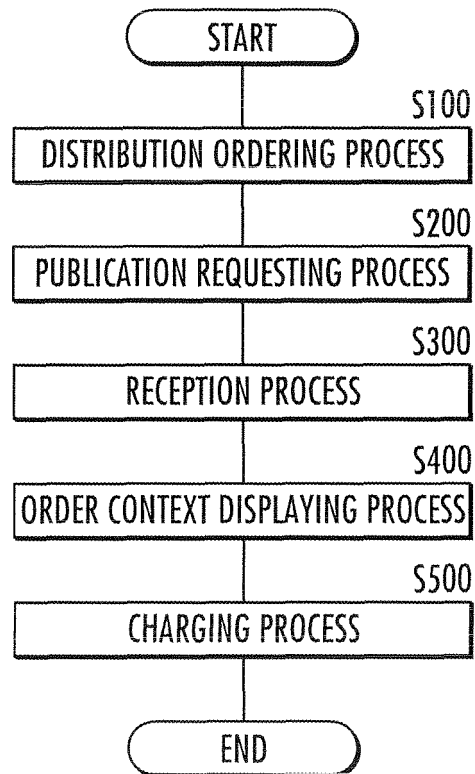 START
S100
DISTRIBUTION ORDERING PROCESS
S200
PUBLICATION REQUESTING PROCESS
S300
RECEPTION PROCESS
S400
ORDER CONTEXT DISPLAYING PROCESS
S500
CHARGING PROCESS
END